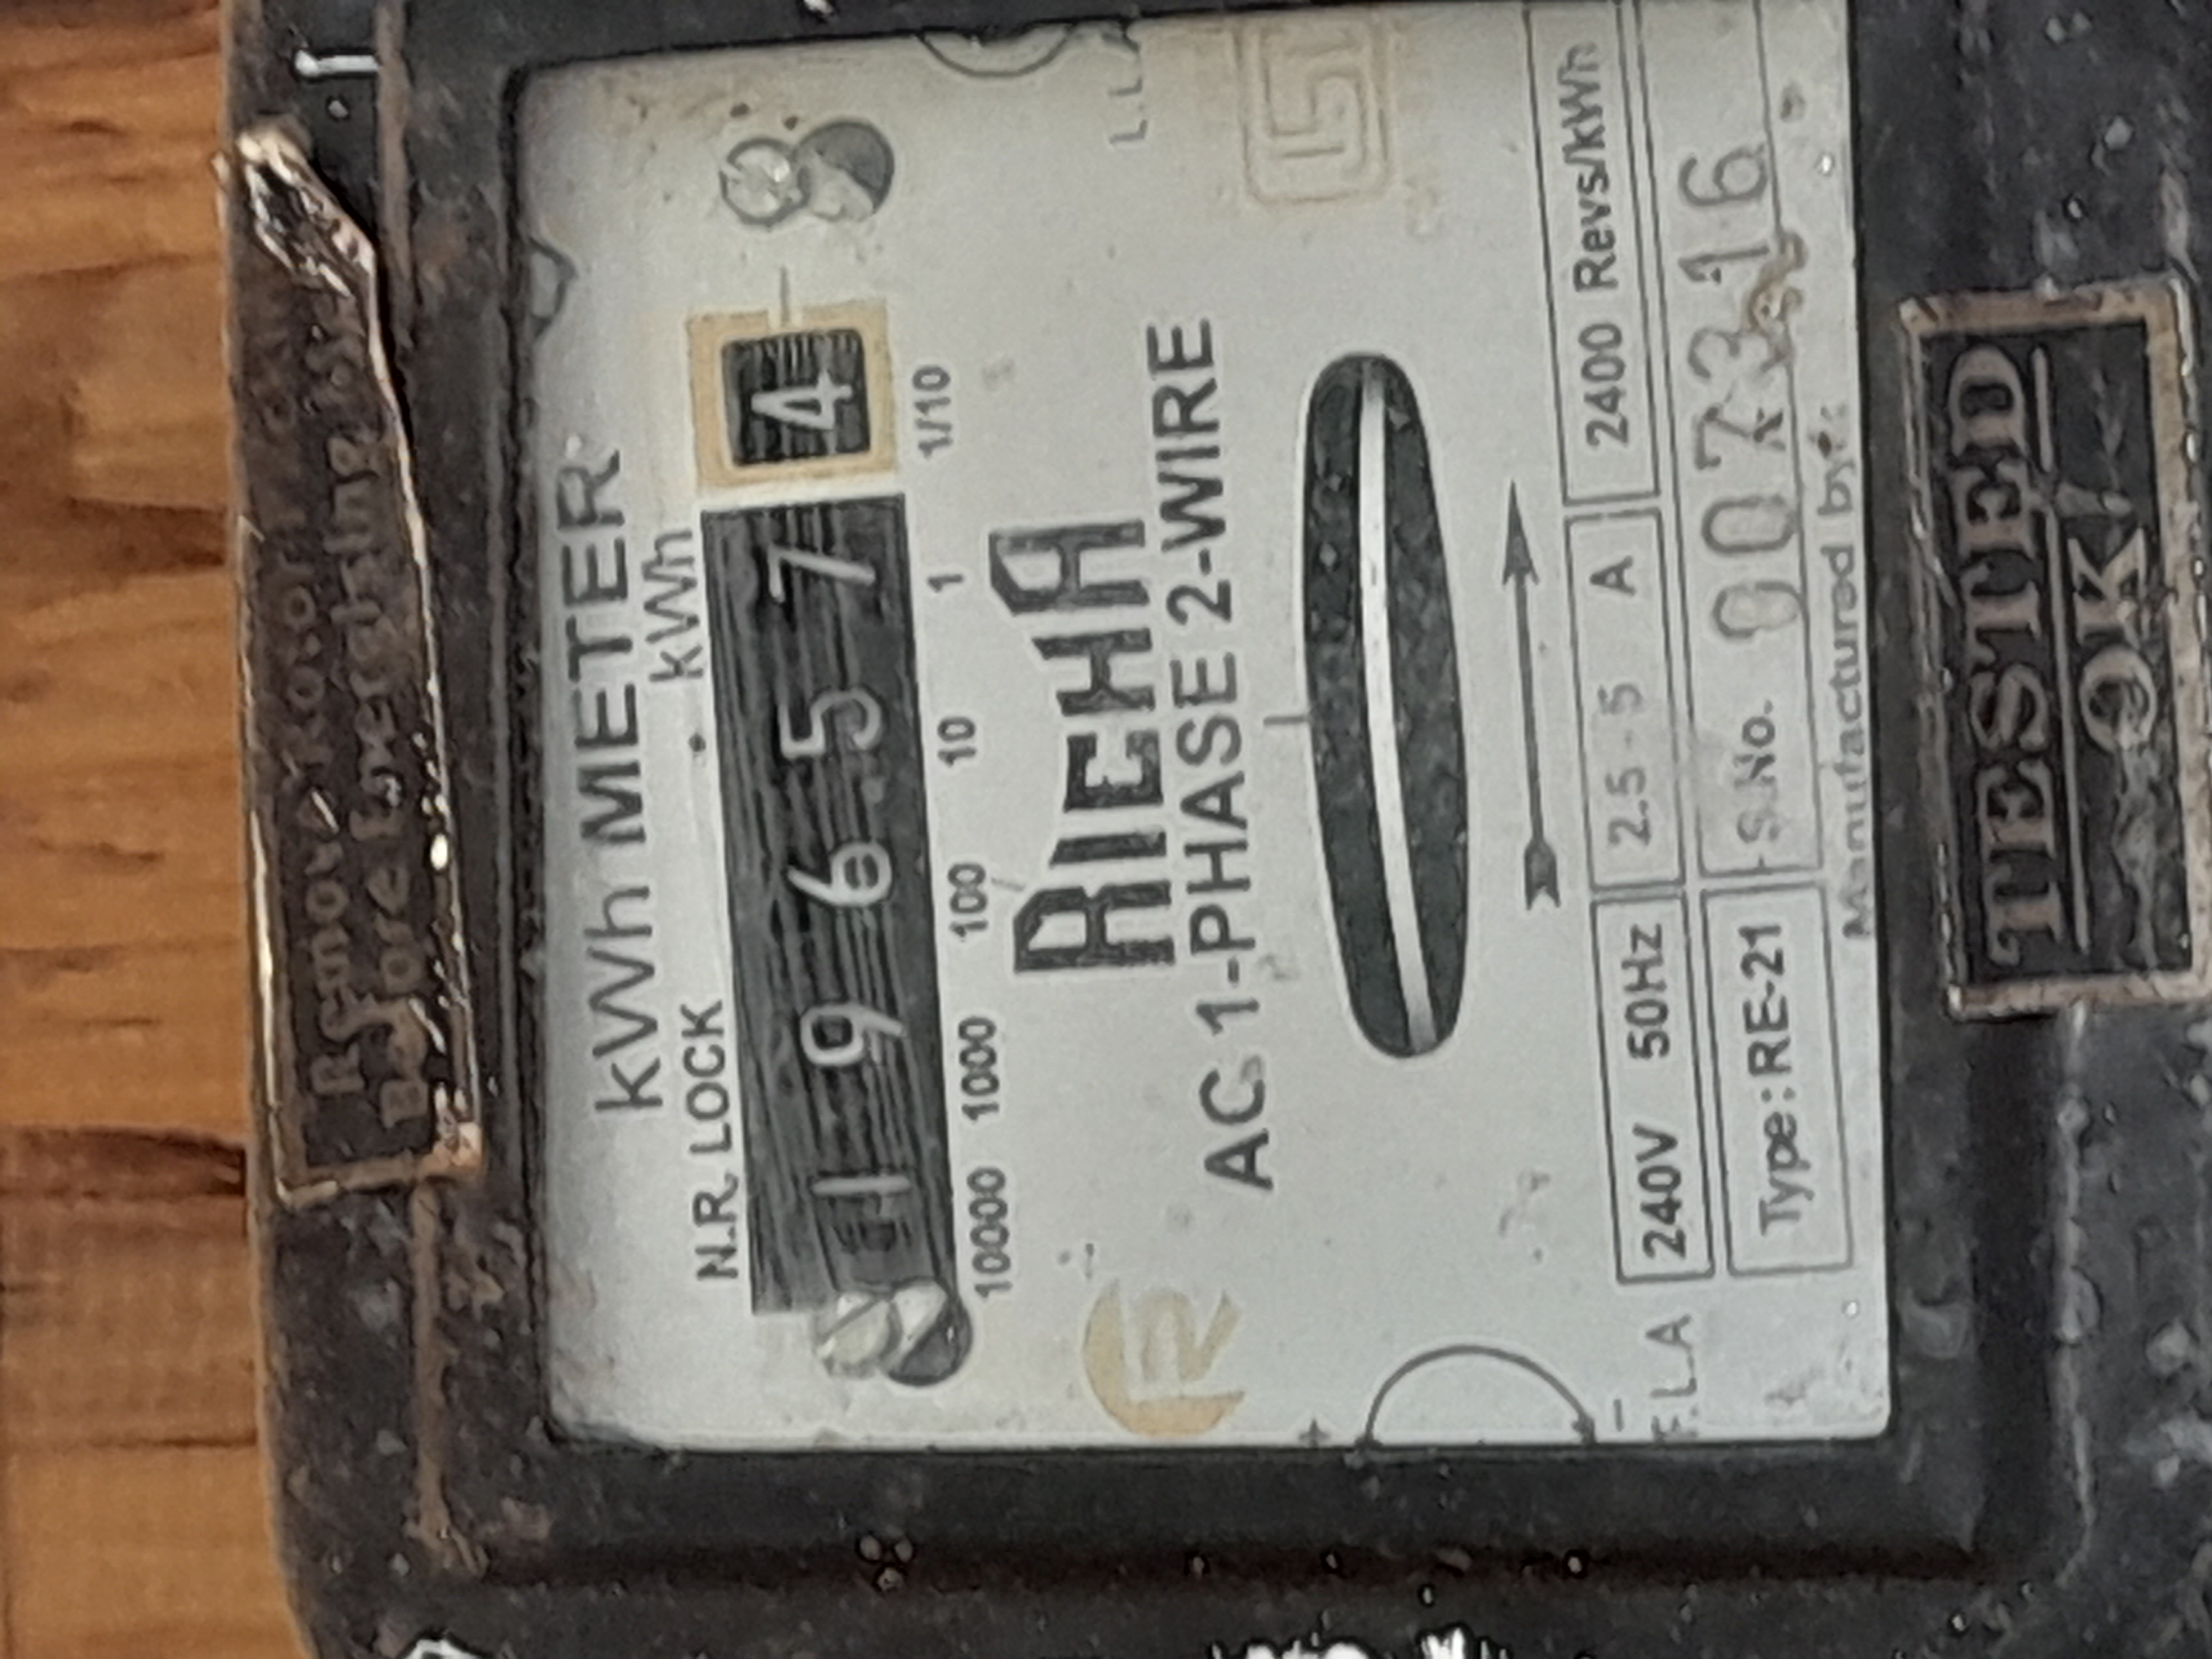 kWh METER
N.R. LOCK
kWh
1 9 6 5 7 4
10000 1000 100 10 1 1/10
RICHA
AC 1-PHASE 2-WIRE
240V 50Hz 2.5-5 A 2400 Revs/kWh
Type:RE-21 S.No. 907316
Manufactured by:
F.L.A
L.L.A
TESTED
OK